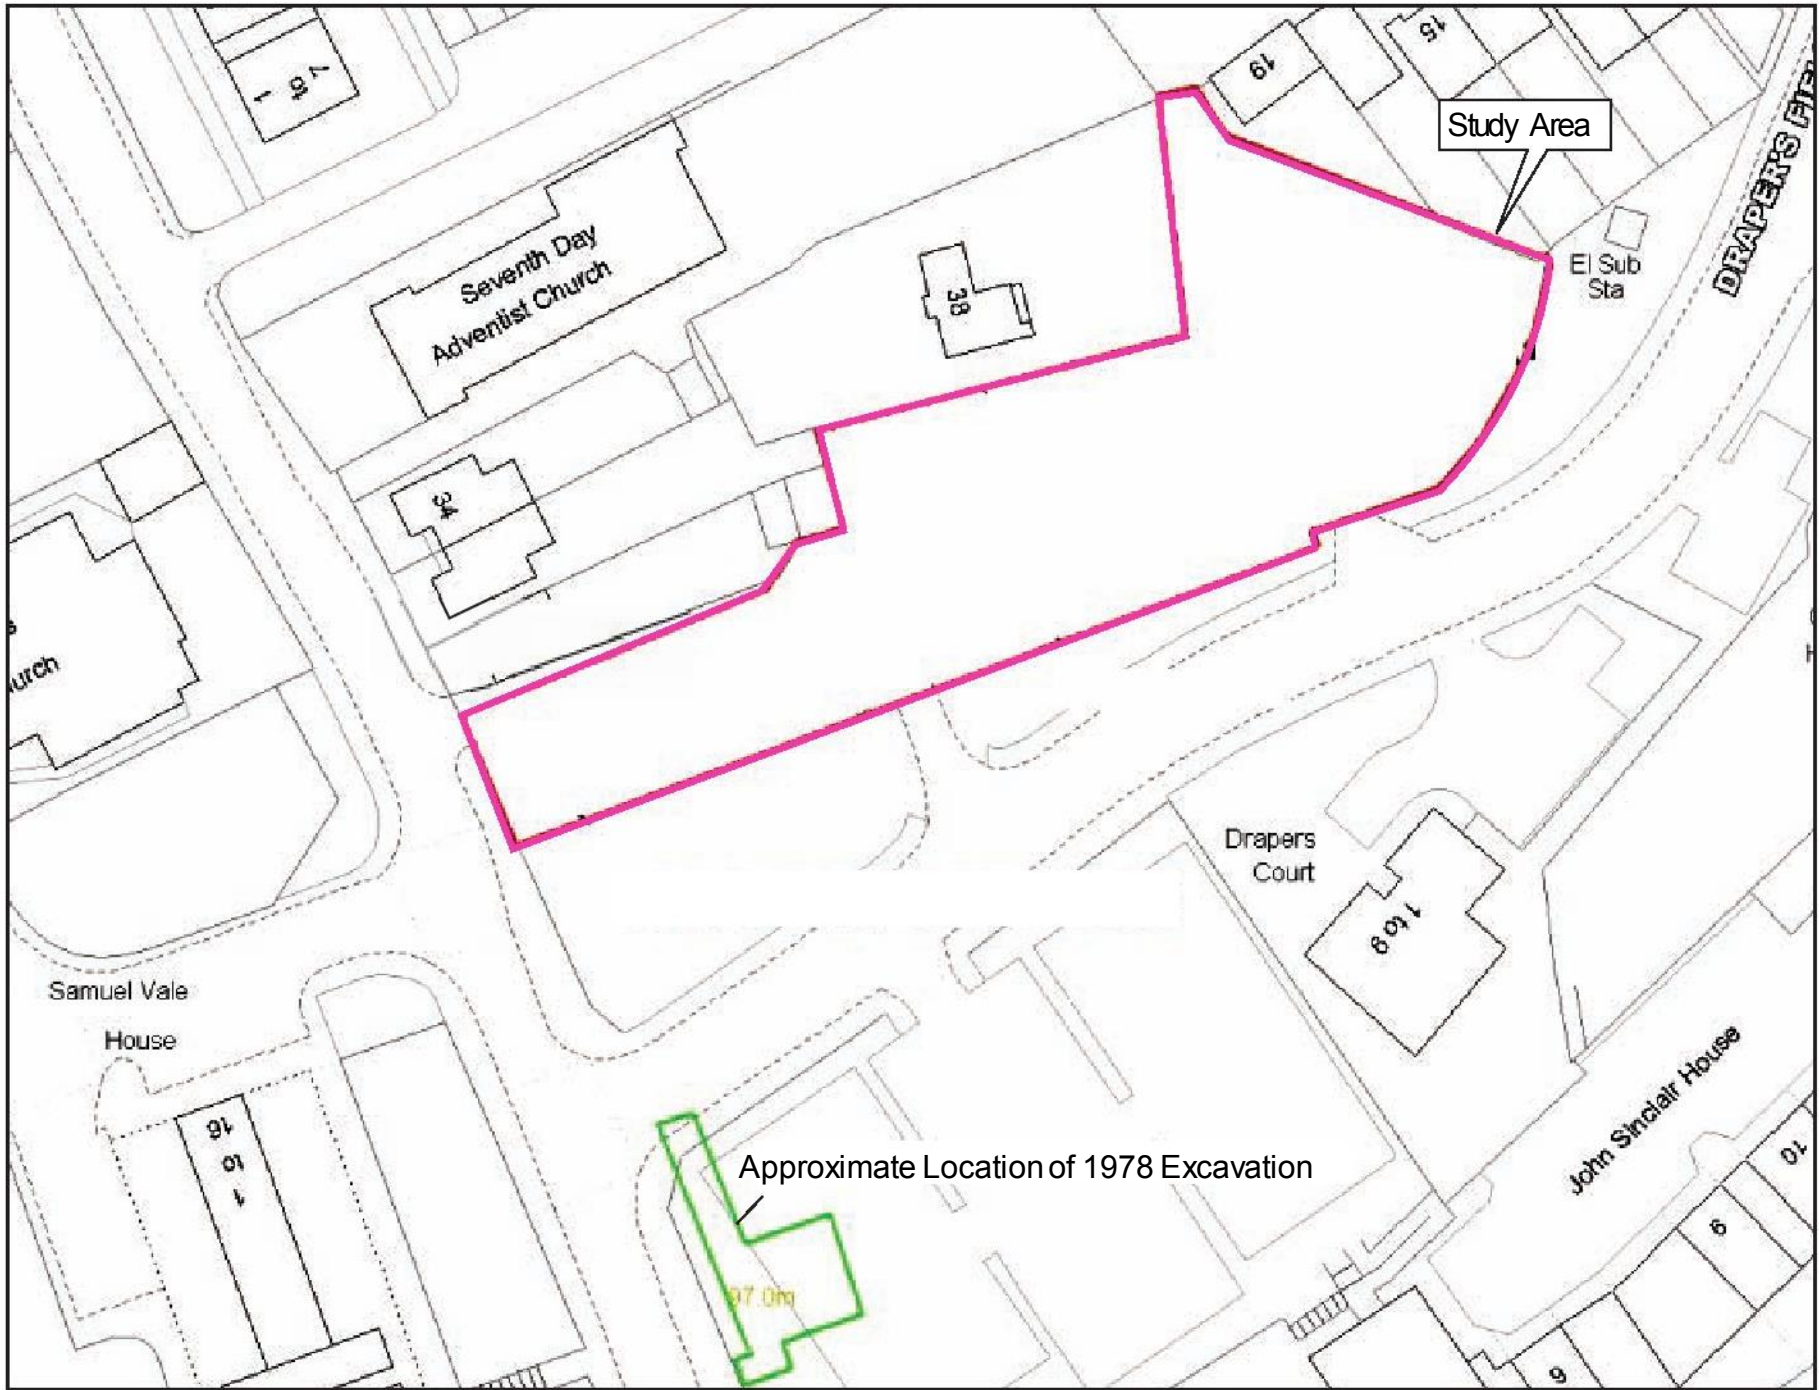 19
15
1 to 7
Study Area
DRAPER'S
Seventh Day
Adventist Church
El Sub
Sta
38
34
urch
Drapers
Court
1 to 9
Samuel Vale
House
16
to
1
John Sinclair House
Approximate Location of 1978 Excavation
97.0m
10
9
6